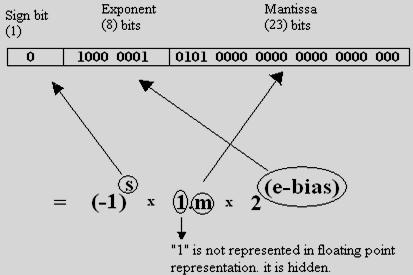 Sign bit Exponent Mantissa
(1) (8) bits (23) bits
0 1000 0001 0101 0000 0000 0000 0000 000
= (-1)s x 1.m x 2(e-bias)
"1" is not represented in floating point
representation. it is hidden.